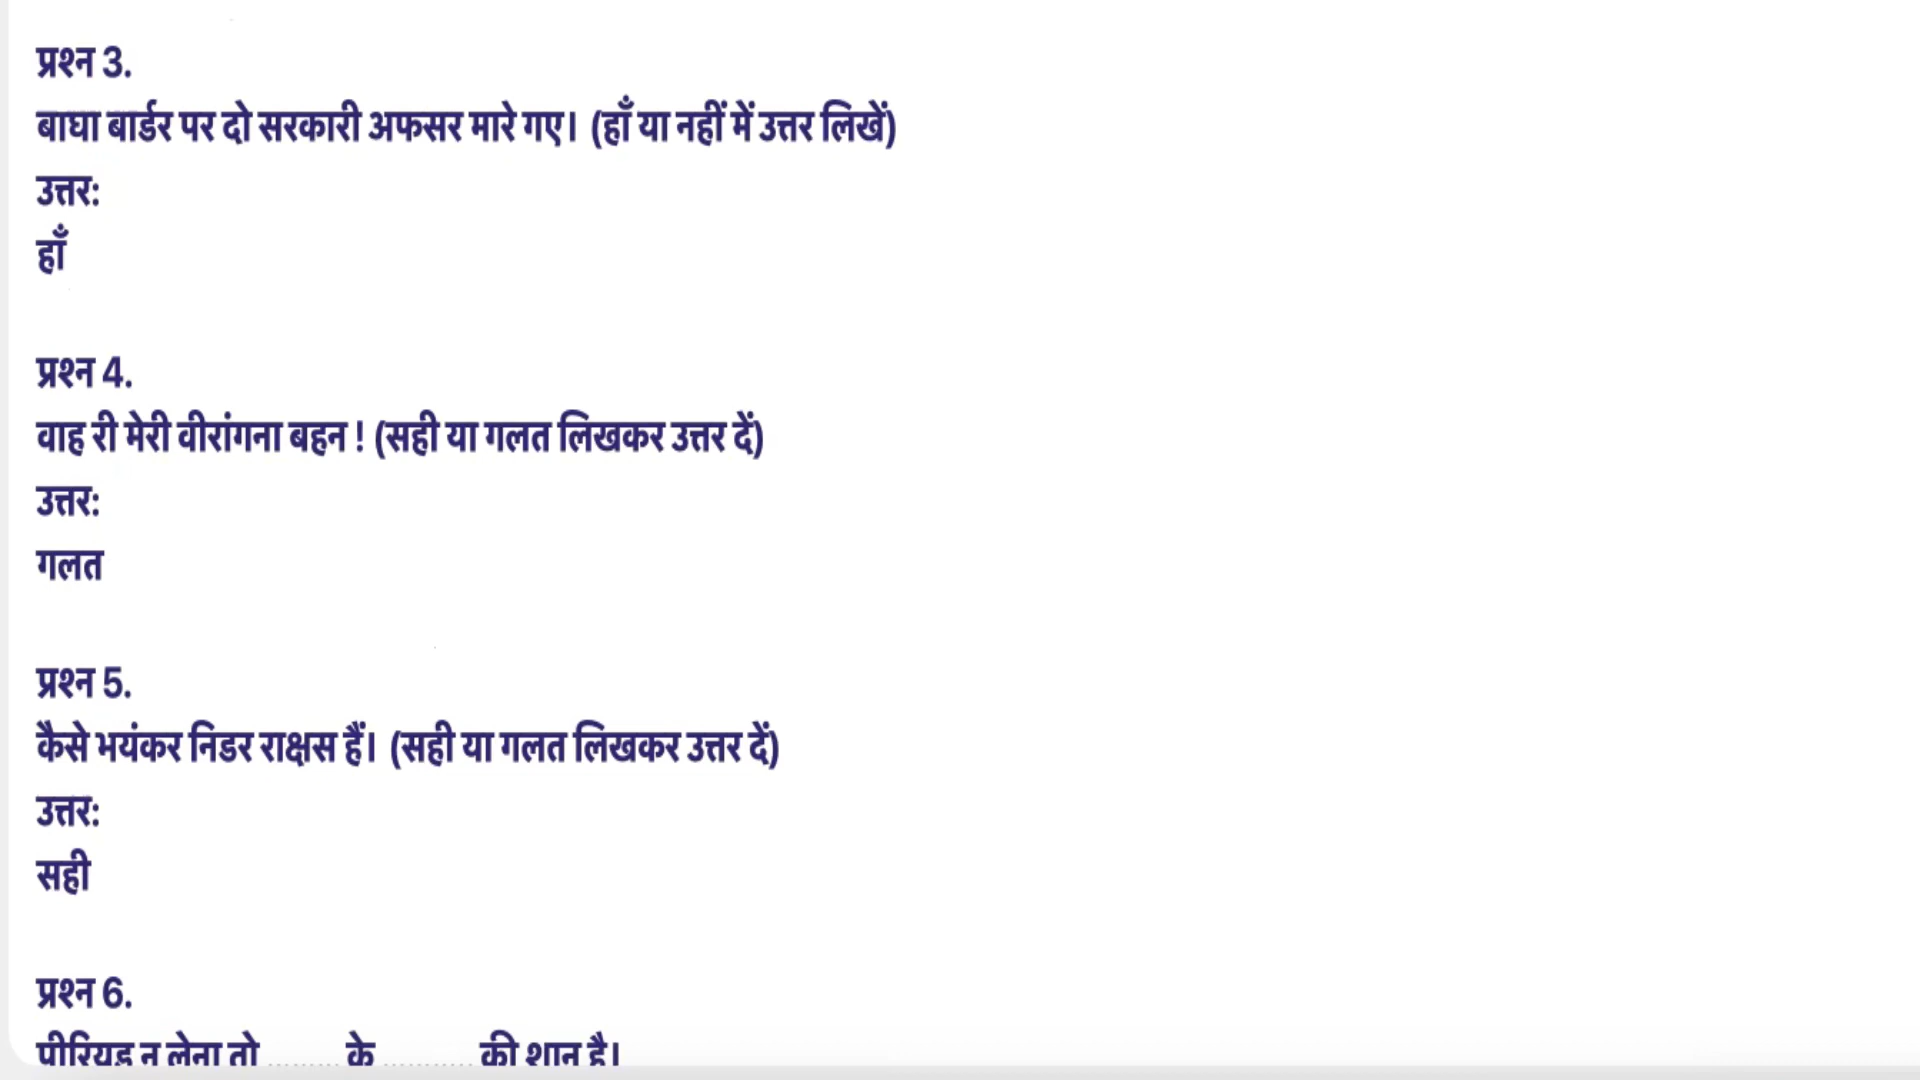 प्रश्न 3.
बाघा बार्डर पर दो सरकारी अफसर मारे गए। (हाँ या नहीं में उत्तर लिखें)
उत्तर:
हाँ
प्रश्न 4.
वाह री मेरी वीरांगना बहन ! (सही या गलत लिखकर उत्तर दें)
उत्तर:
गलत
प्रश्न 5.
कैसे भयंकर निडर राक्षस हैं। (सही या गलत लिखकर उत्तर दें)
उत्तर:
सही
प्रश्न 6.
पीरियड न लेना तो ........ के .......... की शान है।